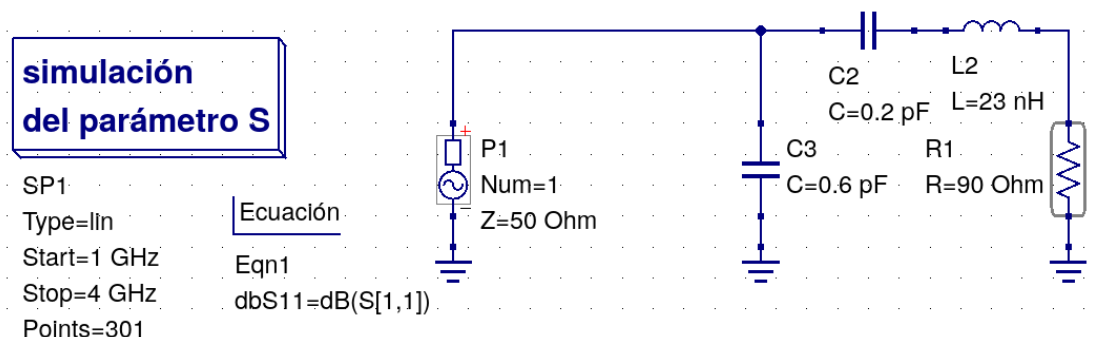 simulación
del parámetro S
SP1
Type=lin
Start=1 GHz
Stop=4 GHz
Points=301
Ecuación
Eqn1
dbS11=dB(S[1,1])
+
P1
Num=1
Z=50 Ohm
−
C3
C=0.6 pF
C2
C=0.2 pF
L2
L=23 nH
R1
R=90 Ohm